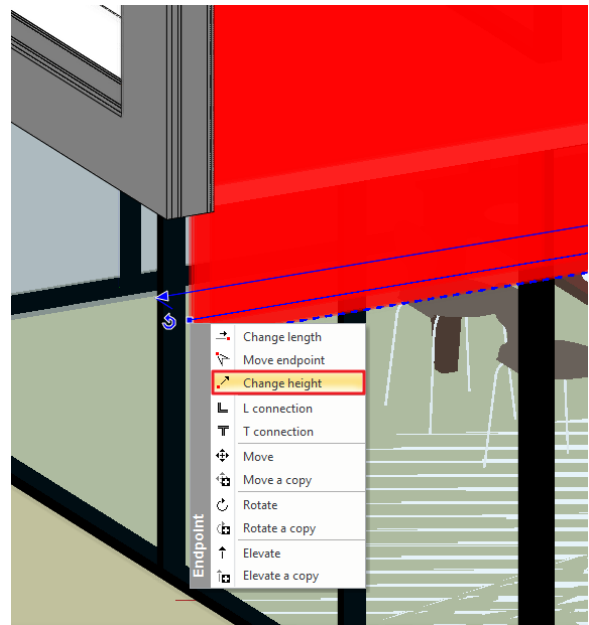 Change length
Move endpoint
Change height
L connection
T connection
Move
Move a copy
Rotate
Rotate a copy
Elevate
Elevate a copy
Endpoint